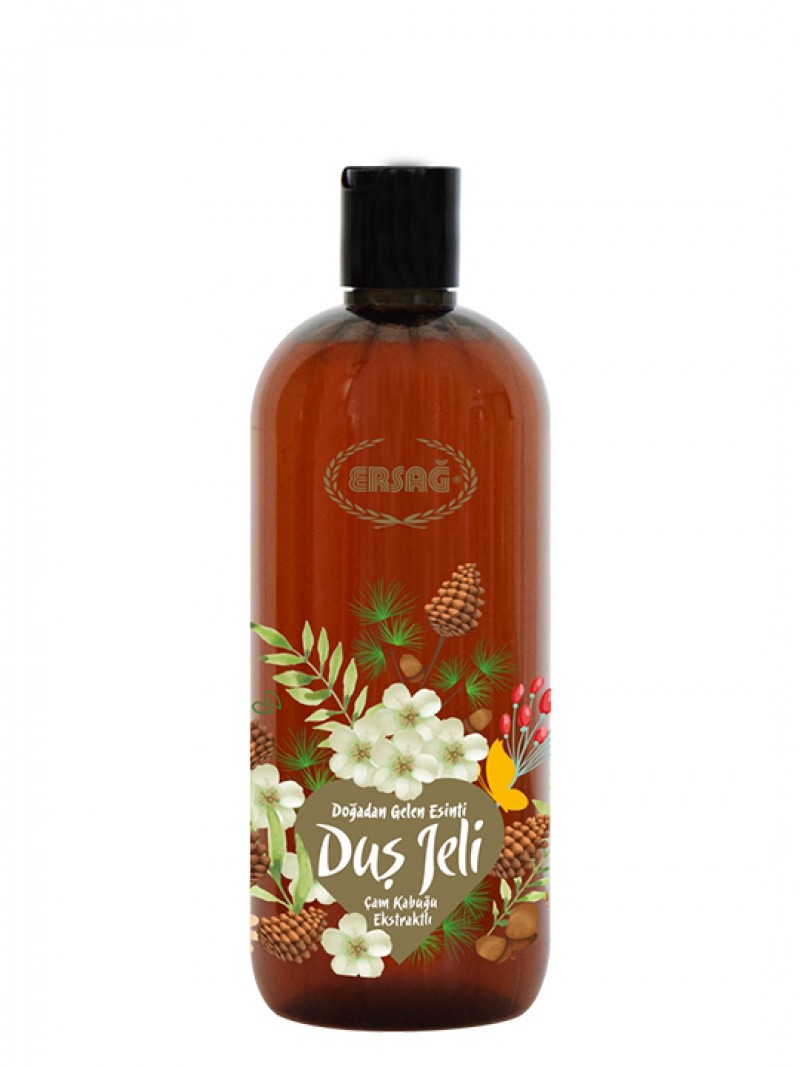 ERSAĞ ®
Doğadan Gelen Esinti
Duş Jeli
Çam Kabuğu
Ekstraktlı